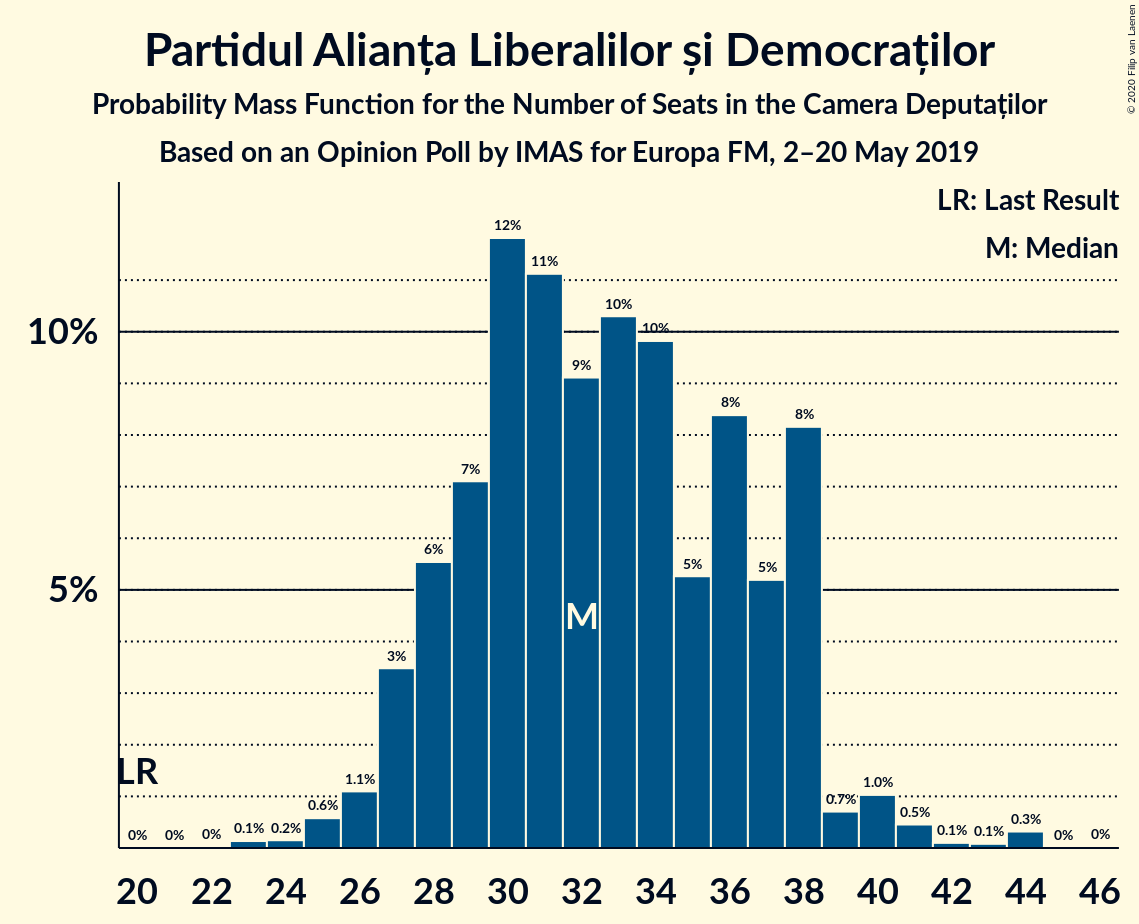 Partidul Alianța Liberalilor și Democraților
Probability Mass Function for the Number of Seats in the Camera Deputaților
Based on an Opinion Poll by IMAS for Europa FM, 2–20 May 2019
© 2020 Filip van Laenen
LR: Last Result
M: Median
10%
5%
LR
M
0% 0% 0% 0.1% 0.2% 0.6% 1.1% 3% 6% 7% 12% 11% 9% 10% 10% 5% 8% 5% 8% 0.7% 1.0% 0.5% 0.1% 0.1% 0.3% 0% 0%
20 22 24 26 28 30 32 34 36 38 40 42 44 46